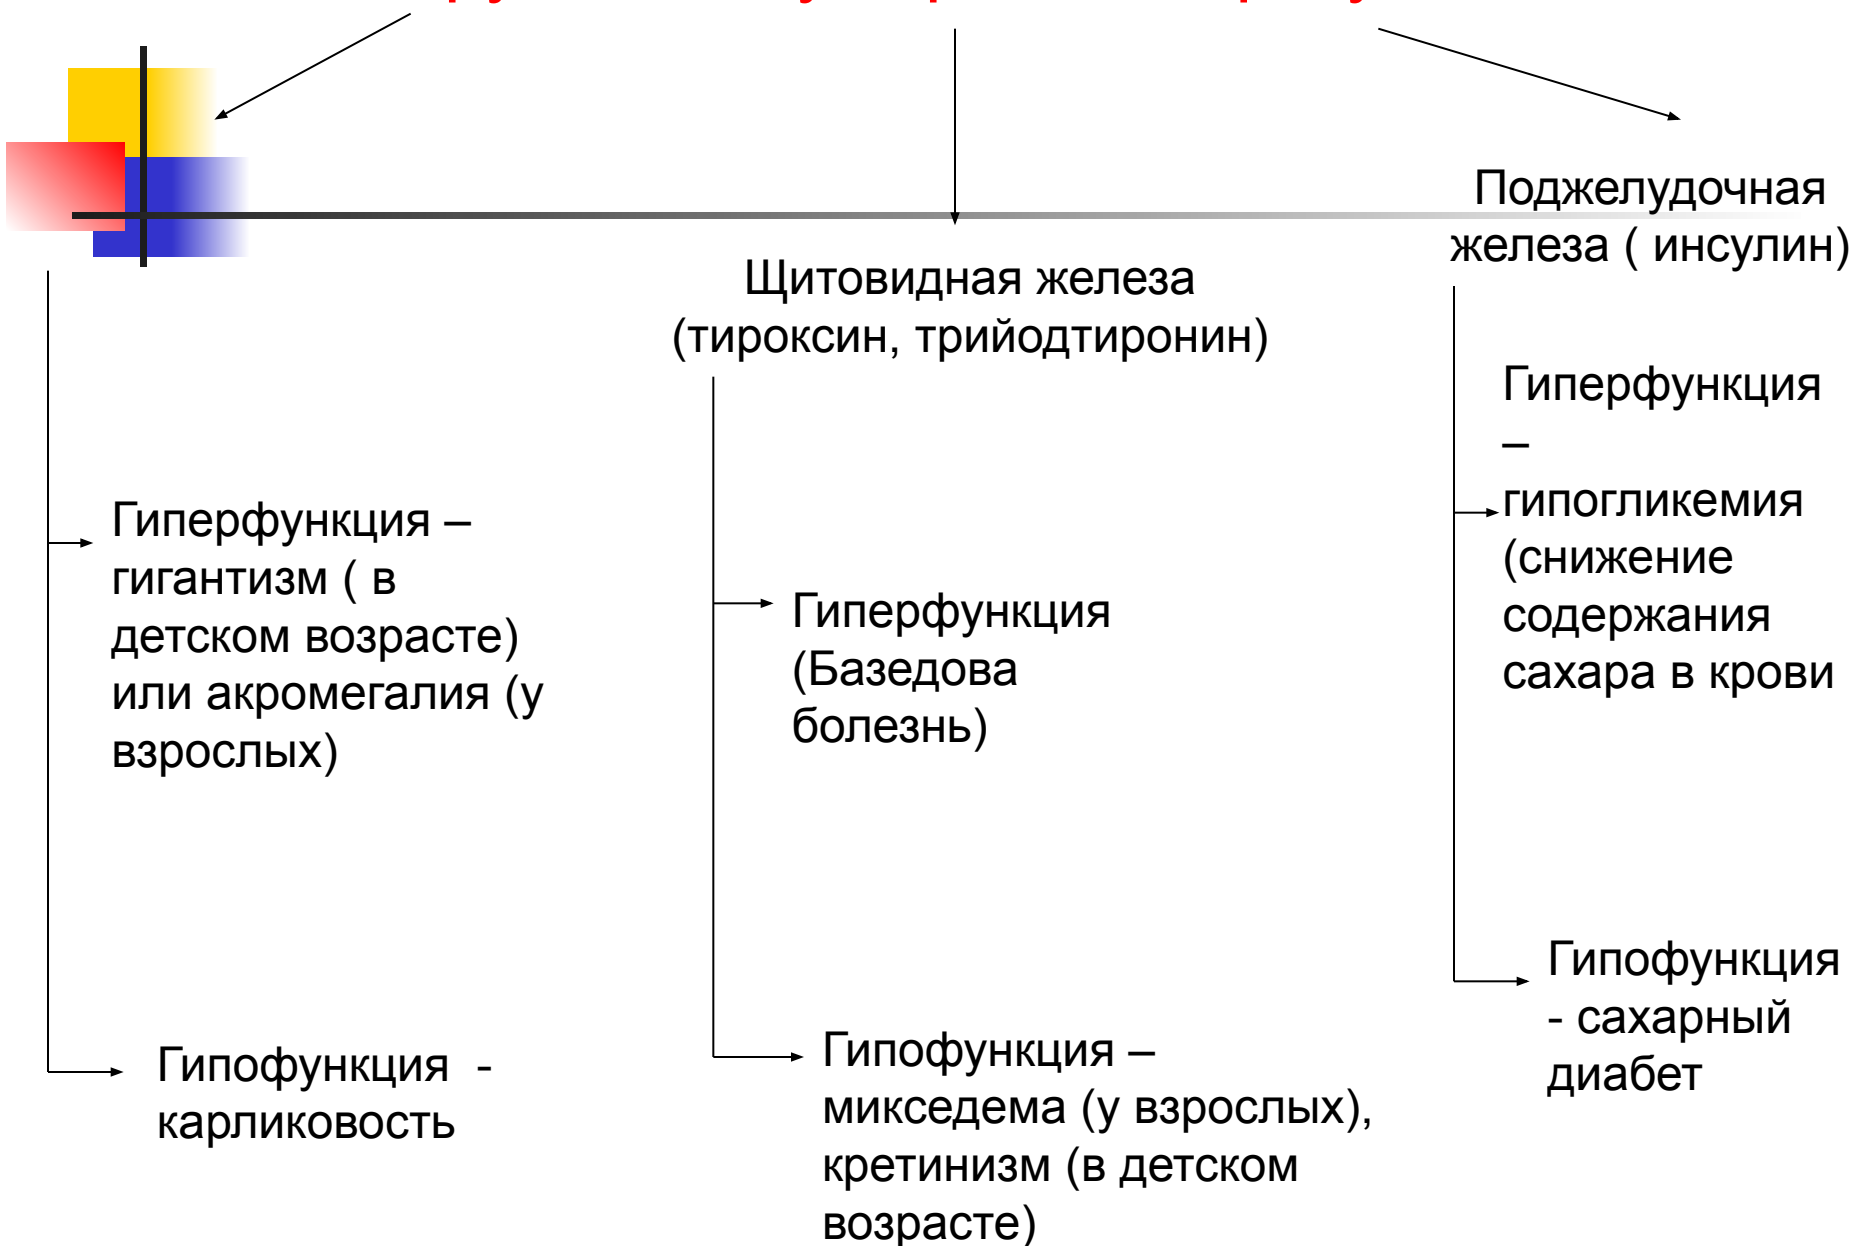 Щитовидная железа
(тироксин, трийодтиронин)
Поджелудочная
железа ( инсулин)
Гиперфункция –
гигантизм ( в
детском возрасте)
или акромегалия (у
взрослых)
Гипофункция -
карликовость
Гиперфункция
(Базедова
болезнь)
Гипофункция –
микседема (у взрослых),
кретинизм (в детском
возрасте)
Гиперфункция
–
гипогликемия
(снижение
содержания
сахара в крови
Гипофункция
- сахарный
диабет